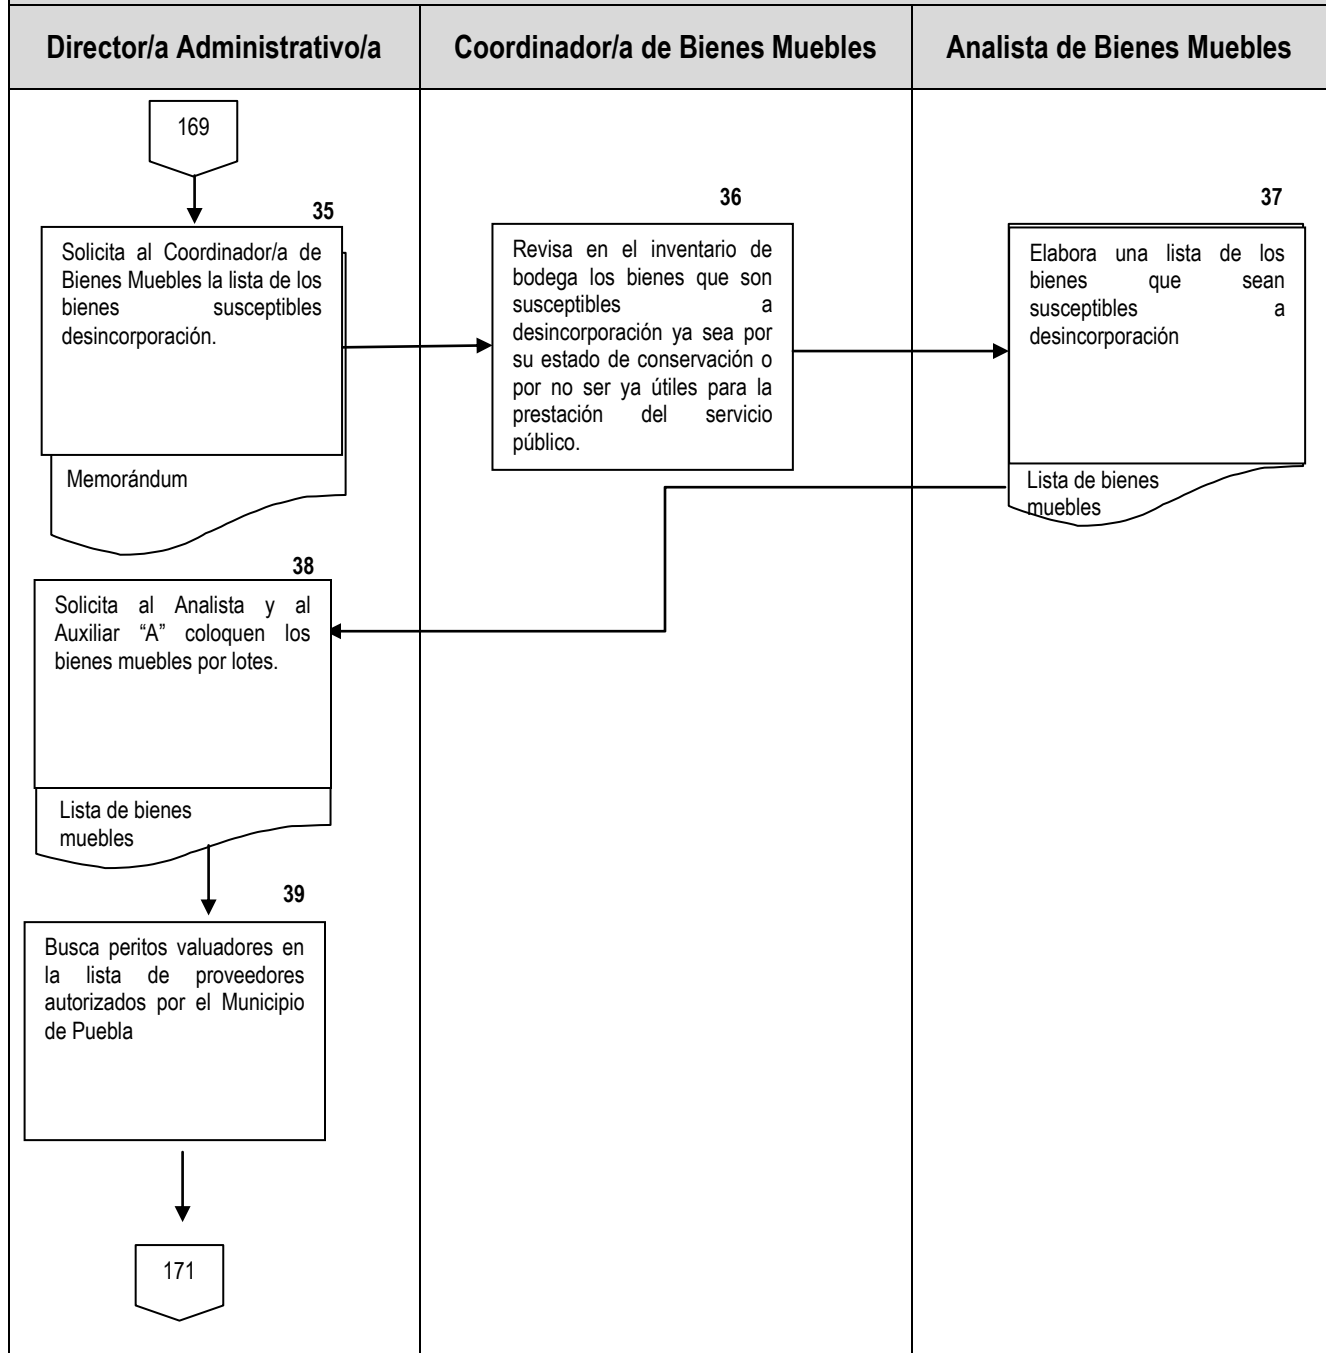 Director/a Administrativo/a
Coordinador/a de Bienes Muebles
Analista de Bienes Muebles
169
35
Solicita al Coordinador/a de
Bienes Muebles la lista de los
bienes susceptibles
desincorporación.
Memorándum
36
Revisa en el inventario de
bodega los bienes que son
susceptibles a
desincorporación ya sea por
su estado de conservación o
por no ser ya útiles para la
prestación del servicio
público.
37
Elabora una lista de los
bienes que sean
susceptibles a
desincorporación
Lista de bienes
muebles
38
Solicita al Analista y al
Auxiliar “A” coloquen los
bienes muebles por lotes.
Lista de bienes
muebles
39
Busca peritos valuadores en
la lista de proveedores
autorizados por el Municipio
de Puebla
171